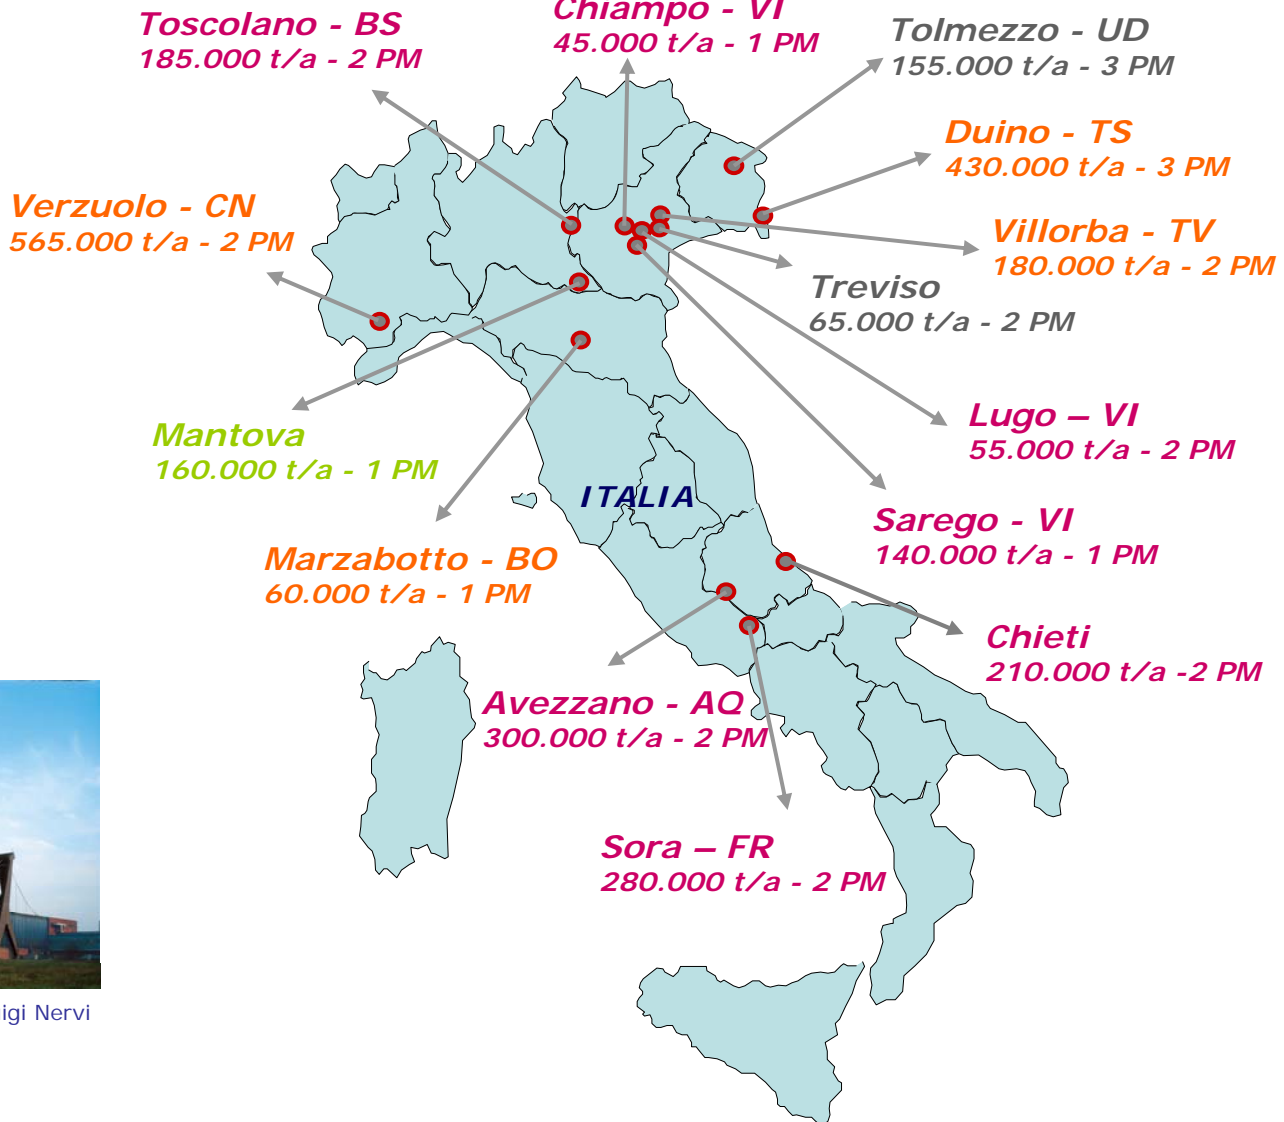 Toscolano - BS
185.000 t/a - 2 PM
Chiampo - VI
45.000 t/a - 1 PM
Tolmezzo - UD
155.000 t/a - 3 PM
Duino - TS
430.000 t/a - 3 PM
Verzuolo - CN
565.000 t/a - 2 PM
Villorba - TV
180.000 t/a - 2 PM
Treviso
65.000 t/a - 2 PM
Lugo – VI
55.000 t/a - 2 PM
Mantova
160.000 t/a - 1 PM
ITALIA
Sarego - VI
140.000 t/a - 1 PM
Marzabotto - BO
60.000 t/a - 1 PM
Chieti
210.000 t/a -2 PM
Avezzano - AQ
300.000 t/a - 2 PM
Sora – FR
280.000 t/a - 2 PM
Nervi